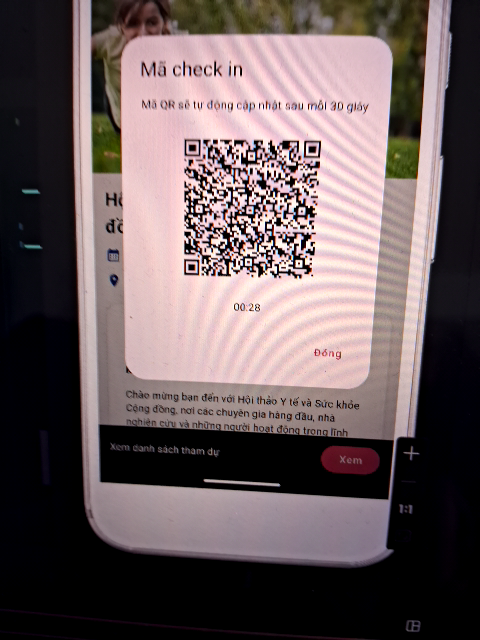 Mã check in
Mã QR sẽ tự động cập nhật sau mỗi 30 giây
00:28
Đóng
Chào mừng bạn đến với Hội thảo Y tế và Sức khỏe
Cộng đồng, nơi các chuyên gia hàng đầu, nhà
nghiên cứu và những người hoạt động trong lĩnh
Xem danh sách tham dự
Xem
1:1